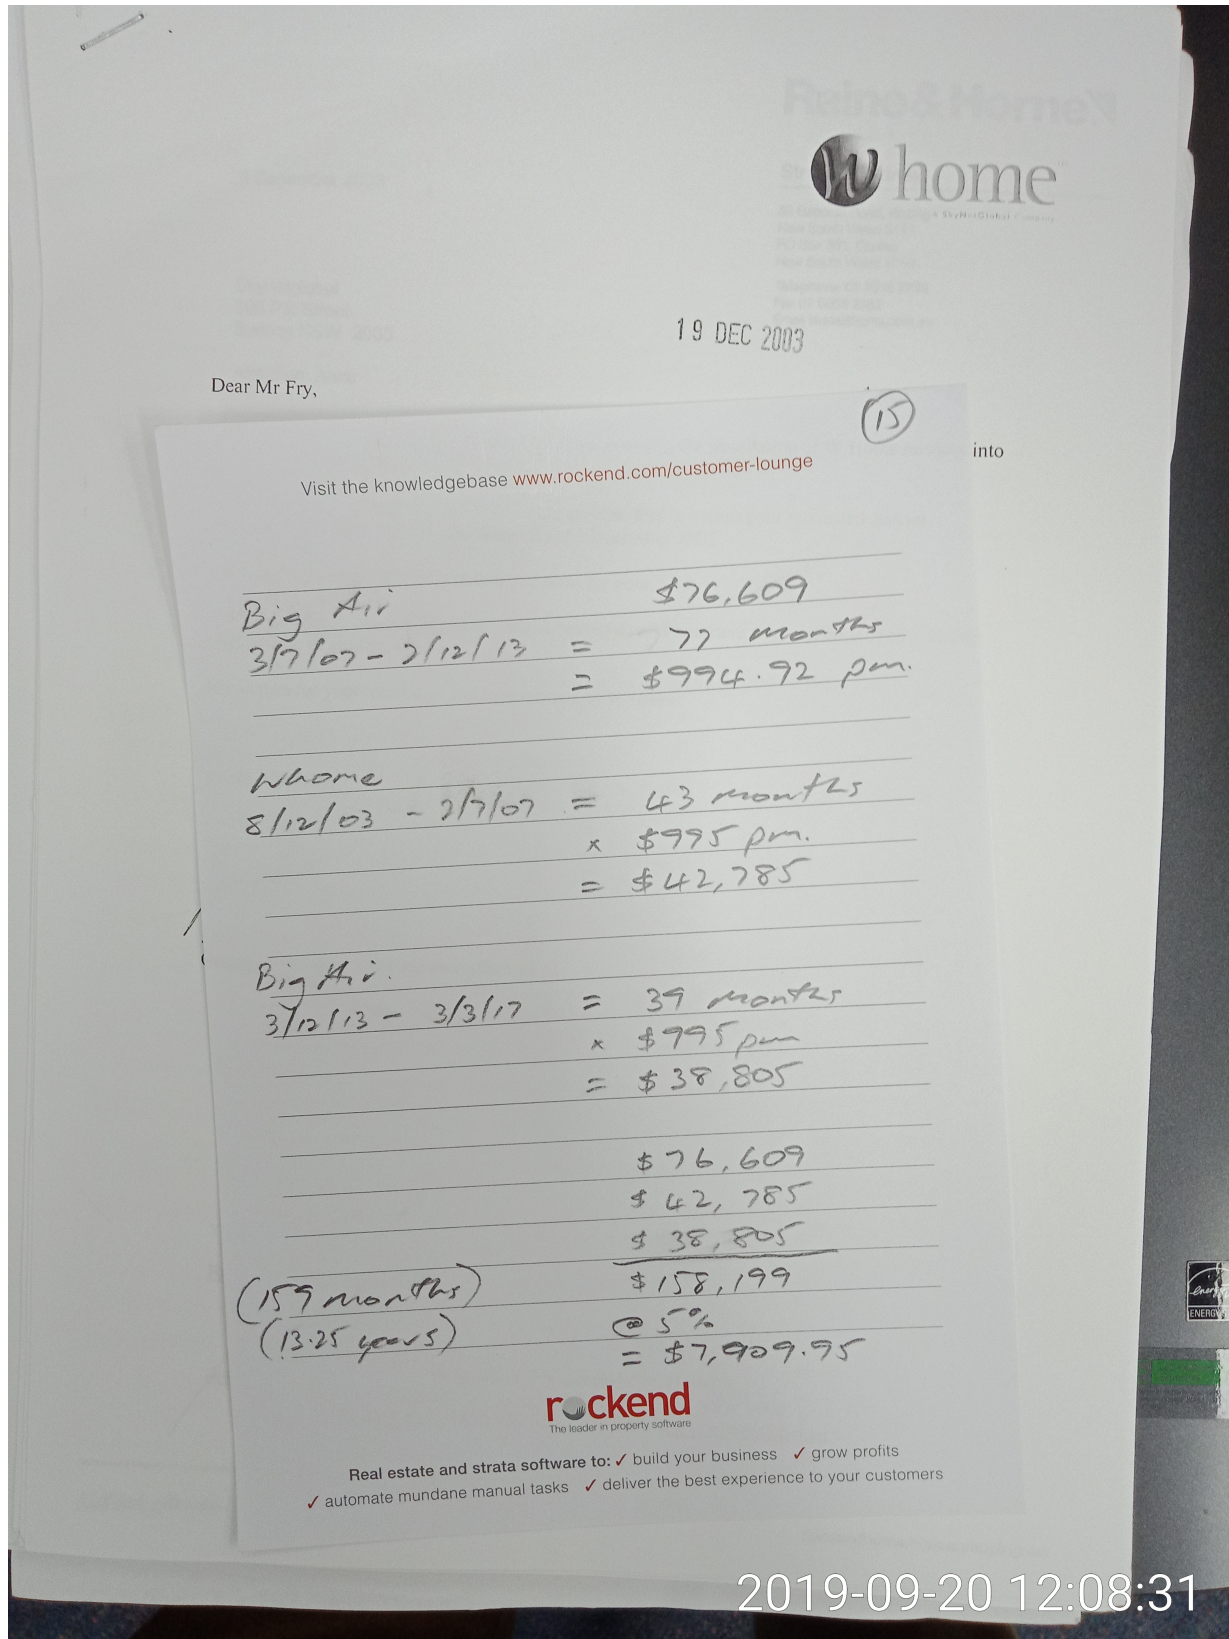 Whome
A SkyNetGlobal Company
19 DEC 2003
Dear Mr Fry,
into
15
Visit the knowledgebase www.rockend.com/customer-lounge
Big Air $76,609
3/7/07 - 2/12/13 = 77 months
= $994.92 pm.
Whome
8/12/03 - 2/7/07 = 43 months
x $995 pm.
= $42,785
Big Air.
3/12/13 - 3/3/17 = 39 months
x $995 pm
= $38,805
$76,609
$42,785
$38,805
(159 months) $158,199
(13.25 years) @ 5%
= $7,909.95
rockend
The leader in property software
Real estate and strata software to: ✓ build your business ✓ grow profits
✓ automate mundane manual tasks ✓ deliver the best experience to your customers
ENERGY
2019-09-20 12:08:31